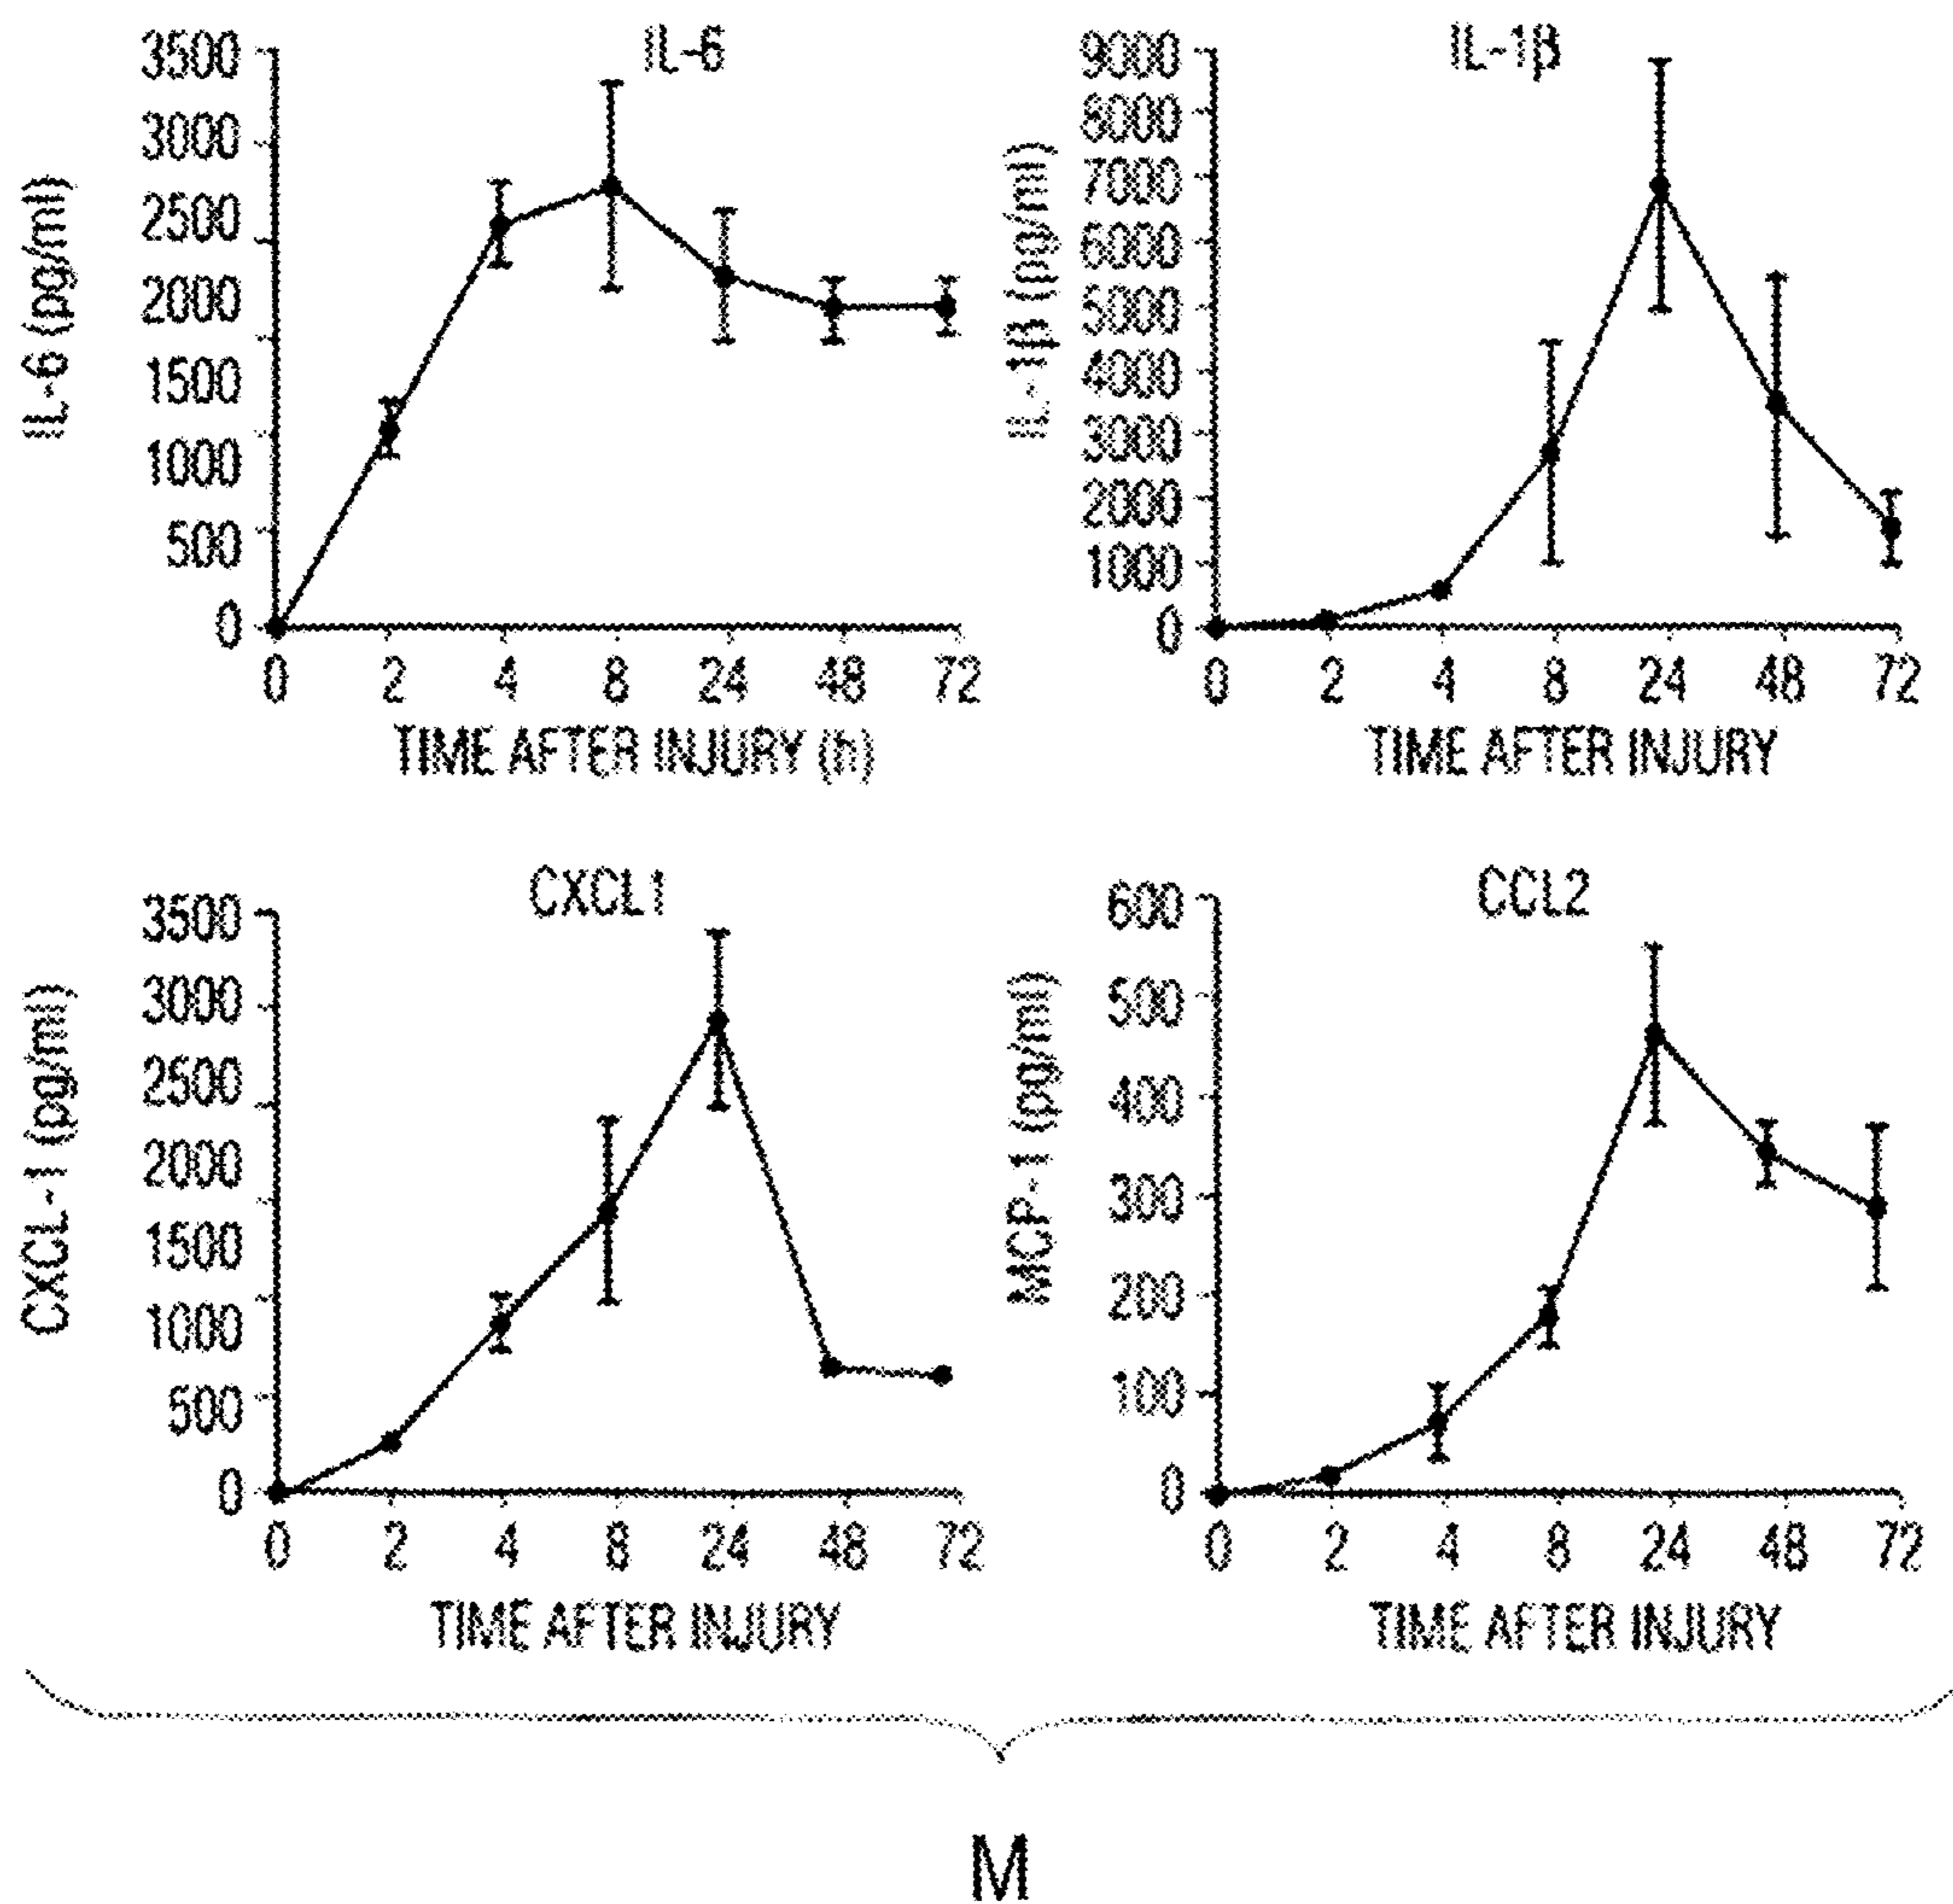 IL-6
IL-6 (pg/ml)
3500
3000
2500
2000
1500
1000
500
0
0 2 4 8 24 48 72
TIME AFTER INJURY (h)
IL-1β
IL-1β (pg/ml)
9000
8000
7000
6000
5000
4000
3000
2000
1000
0
0 2 4 8 24 48 72
TIME AFTER INJURY
CXCL1
CXCL-1 (pg/ml)
3500
3000
2500
2000
1500
1000
500
0
0 2 4 8 24 48 72
TIME AFTER INJURY
CCL2
MCP-1 (pg/ml)
600
500
400
300
200
100
0
0 2 4 8 24 48 72
TIME AFTER INJURY
M